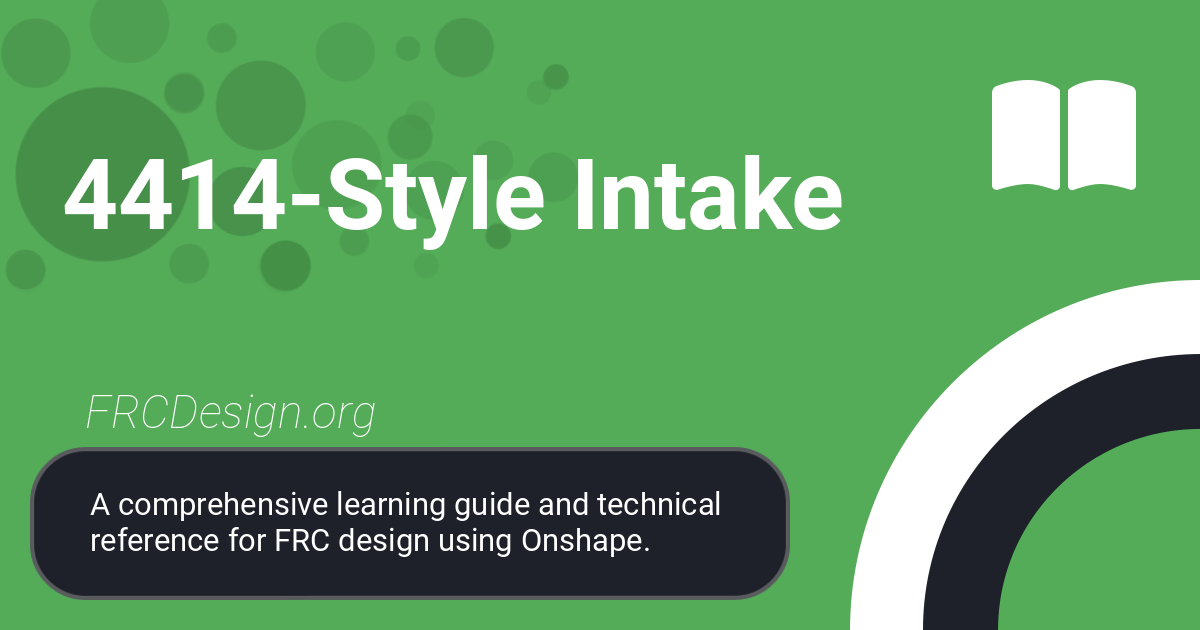 4414-Style Intake
FRCDesign.org
A comprehensive learning guide and technical
reference for FRC design using Onshape.